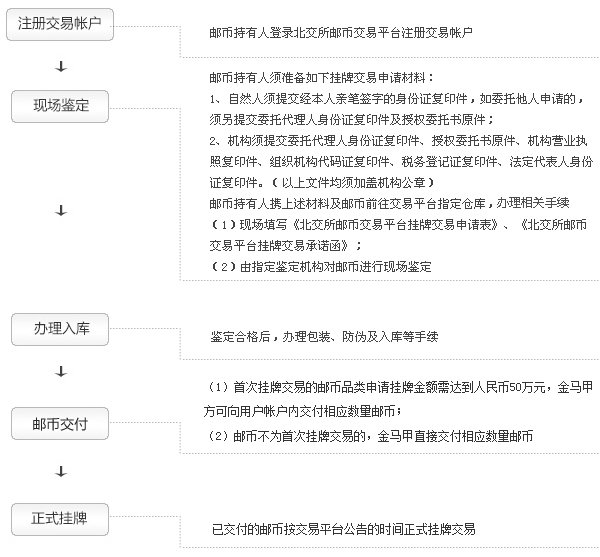 注册交易帐户
邮币持有人登录北交所邮币交易平台注册交易帐户
现场鉴定
邮币持有人须准备如下挂牌交易申请材料：
1、自然人须提交经本人亲笔签字的身份证复印件，如委托他人申请的，
须另提交委托代理人身份证复印件及授权委托书原件；
2、机构须提交委托代理人身份证复印件、授权委托书原件、机构营业执
照复印件、组织机构代码证复印件、税务登记证复印件、法定代表人身份
证复印件。（以上文件均须加盖机构公章）
邮币持有人携上述材料及邮币前往交易平台指定仓库，办理相关手续
（1）现场填写《北交所邮币交易平台挂牌交易申请表》、《北交所邮币
交易平台挂牌交易承诺函》；
（2）由指定鉴定机构对邮币进行现场鉴定
办理入库
鉴定合格后，办理包装、防伪及入库等手续
邮币交付
（1）首次挂牌交易的邮币品类申请挂牌金额需达到人民币50万元，金马甲
方可向用户帐户内交付相应数量邮币；
（2）邮币不为首次挂牌交易的，金马甲直接交付相应数量邮币
正式挂牌
已交付的邮币按交易平台公告的时间正式挂牌交易